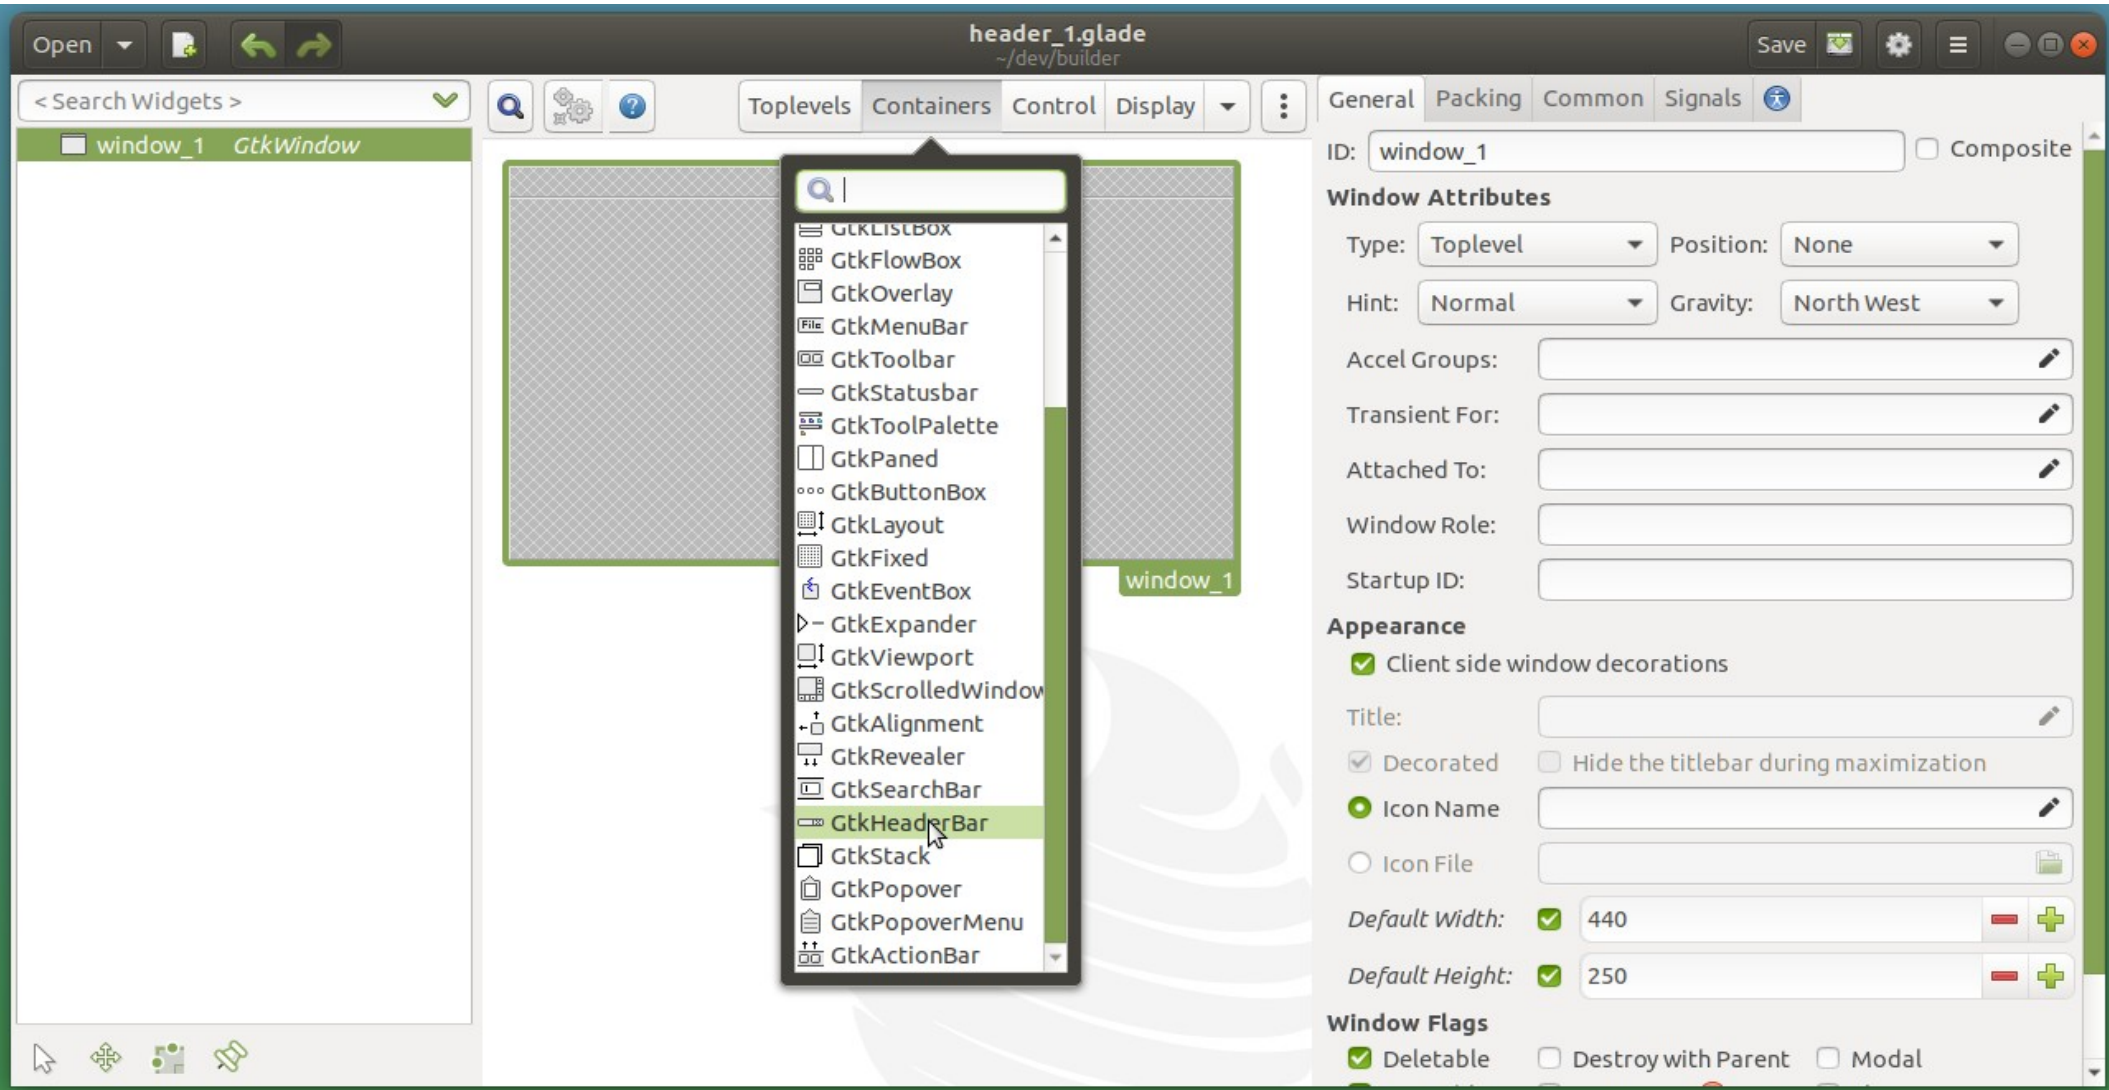 Open
header_1.glade
~/dev/builder
Save
< Search Widgets >
window_1 GtkWindow
Toplevels Containers Control Display
GtkListBox
GtkFlowBox
GtkOverlay
File GtkMenuBar
GtkToolbar
GtkStatusbar
GtkToolPalette
GtkPaned
GtkButtonBox
GtkLayout
GtkFixed
GtkEventBox
GtkExpander
GtkViewport
GtkScrolledWindow
GtkAlignment
GtkRevealer
GtkSearchBar
GtkHeaderBar
GtkStack
GtkPopover
GtkPopoverMenu
GtkActionBar
window_1
General Packing Common Signals
ID: window_1 Composite
Window Attributes
Type: Toplevel Position: None
Hint: Normal Gravity: North West
Accel Groups:
Transient For:
Attached To:
Window Role:
Startup ID:
Appearance
Client side window decorations
Title:
Decorated Hide the titlebar during maximization
Icon Name
Icon File
Default Width: 440
Default Height: 250
Window Flags
Deletable Destroy with Parent Modal